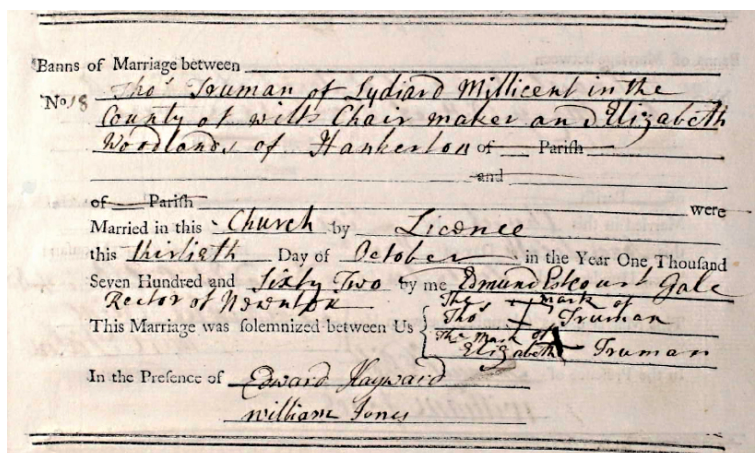 Banns of Marriage between
No. 18 Thos. Truman of Lydiard Millicent in the
County of wilts Chair maker and Elizabeth
Woodlands of Hankerton of Parish
and
of Parish were
Married in this Church by Licence
this thirtieth Day of October in the Year One Thousand
Seven Hundred and Sixty Two by me Edmund Estcourt Gale
Rector of Newnton
This Marriage was solemnized between Us
The mark of
Thos. Truman
The mark of
Elizabeth Truman
In the Presence of Edward Hayward
william Jones